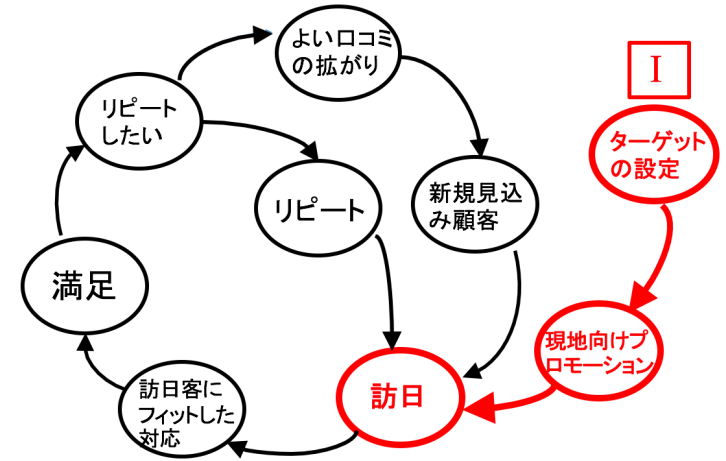 よい口コミ
の拡がり
I
リピート
したい
ターゲット
の設定
リピート
新規見込
み顧客
満足
現地向けプ
ロモーション
訪日
訪日客に
フィットした
対応